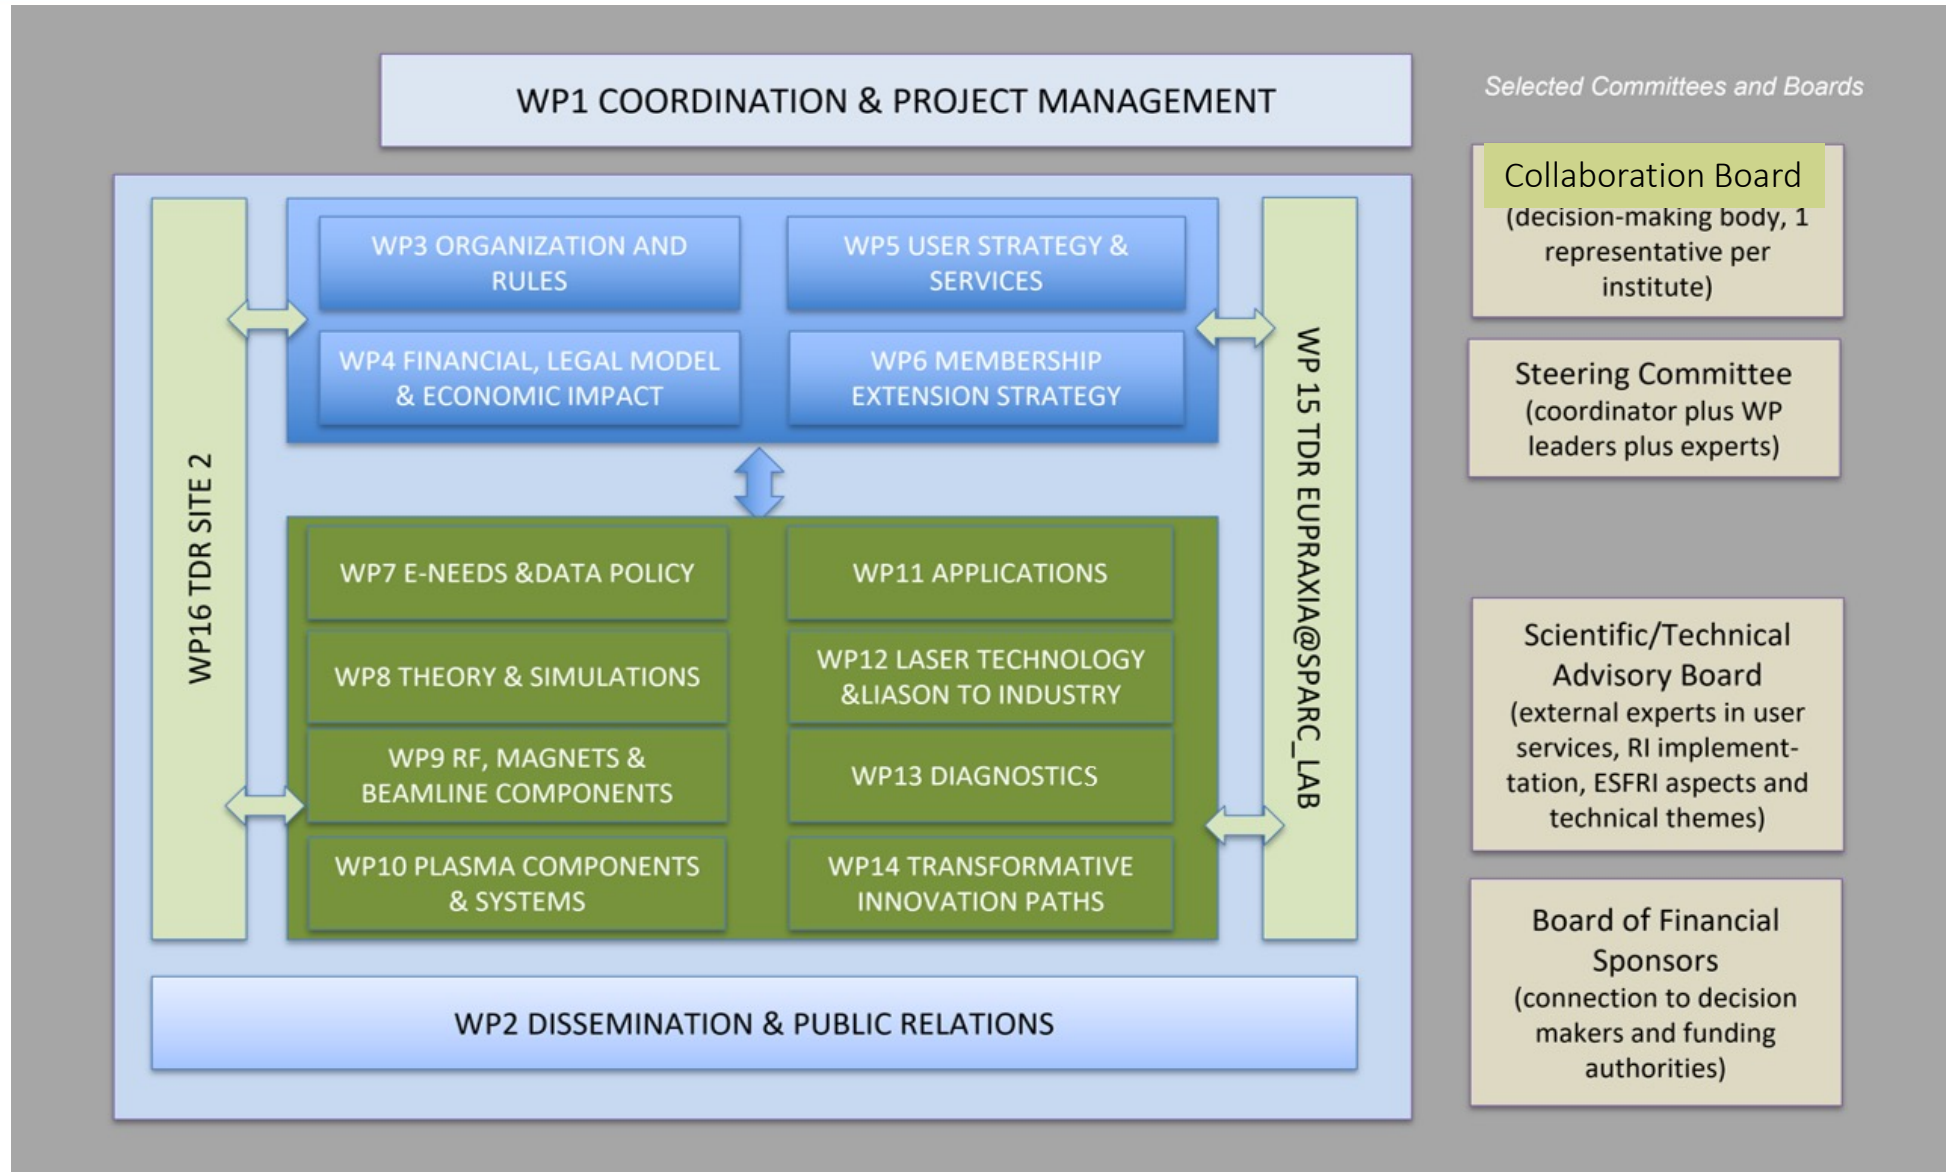 WP1 COORDINATION & PROJECT MANAGEMENT
WP16 TDR SITE 2
WP3 ORGANIZATION AND
RULES
WP5 USER STRATEGY &
SERVICES
WP4 FINANCIAL, LEGAL MODEL
& ECONOMIC IMPACT
WP6 MEMBERSHIP
EXTENSION STRATEGY
WP7 E-NEEDS &DATA POLICY
WP11 APPLICATIONS
WP8 THEORY & SIMULATIONS
WP12 LASER TECHNOLOGY
&LIASON TO INDUSTRY
WP9 RF, MAGNETS &
BEAMLINE COMPONENTS
WP13 DIAGNOSTICS
WP10 PLASMA COMPONENTS
& SYSTEMS
WP14 TRANSFORMATIVE
INNOVATION PATHS
WP 15 TDR EUPRAXIA@SPARC_LAB
WP2 DISSEMINATION & PUBLIC RELATIONS
Selected Committees and Boards
Collaboration Board
(decision-making body, 1
representative per
institute)
Steering Committee
(coordinator plus WP
leaders plus experts)
Scientific/Technical
Advisory Board
(external experts in user
services, RI implemen-
tation, ESFRI aspects and
technical themes)
Board of Financial
Sponsors
(connection to decision
makers and funding
authorities)